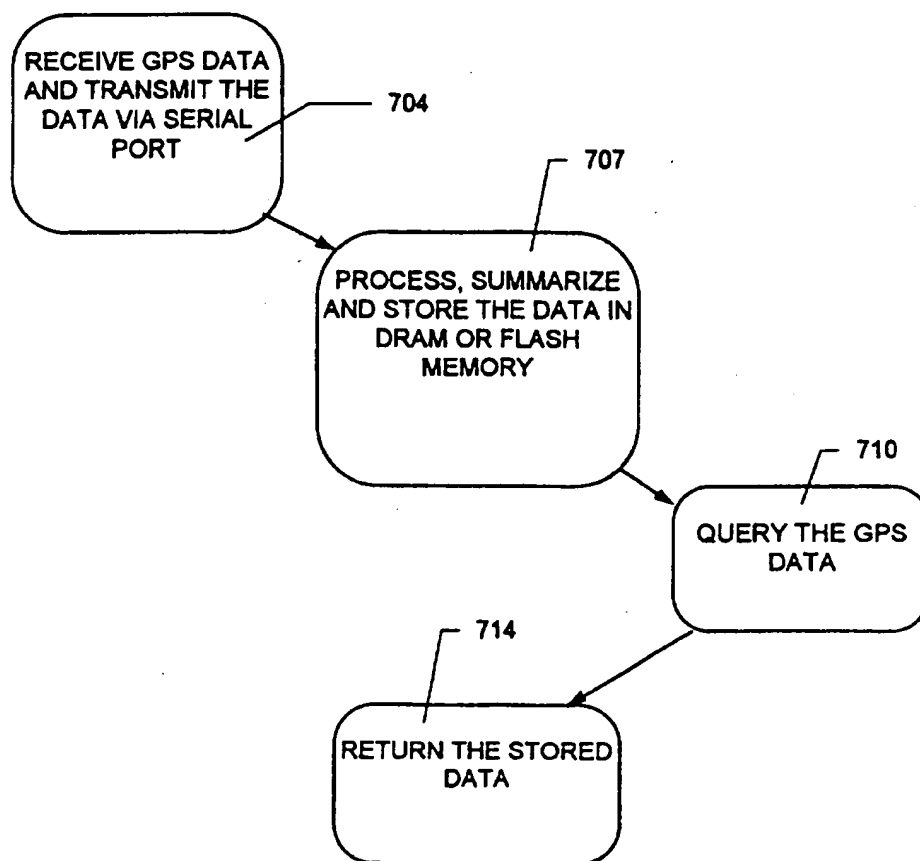 RECEIVE GPS DATA
AND TRANSMIT THE
DATA VIA SERIAL
PORT
704
707
PROCESS, SUMMARIZE
AND STORE THE DATA IN
DRAM OR FLASH
MEMORY
710
QUERY THE GPS
DATA
714
RETURN THE STORED
DATA